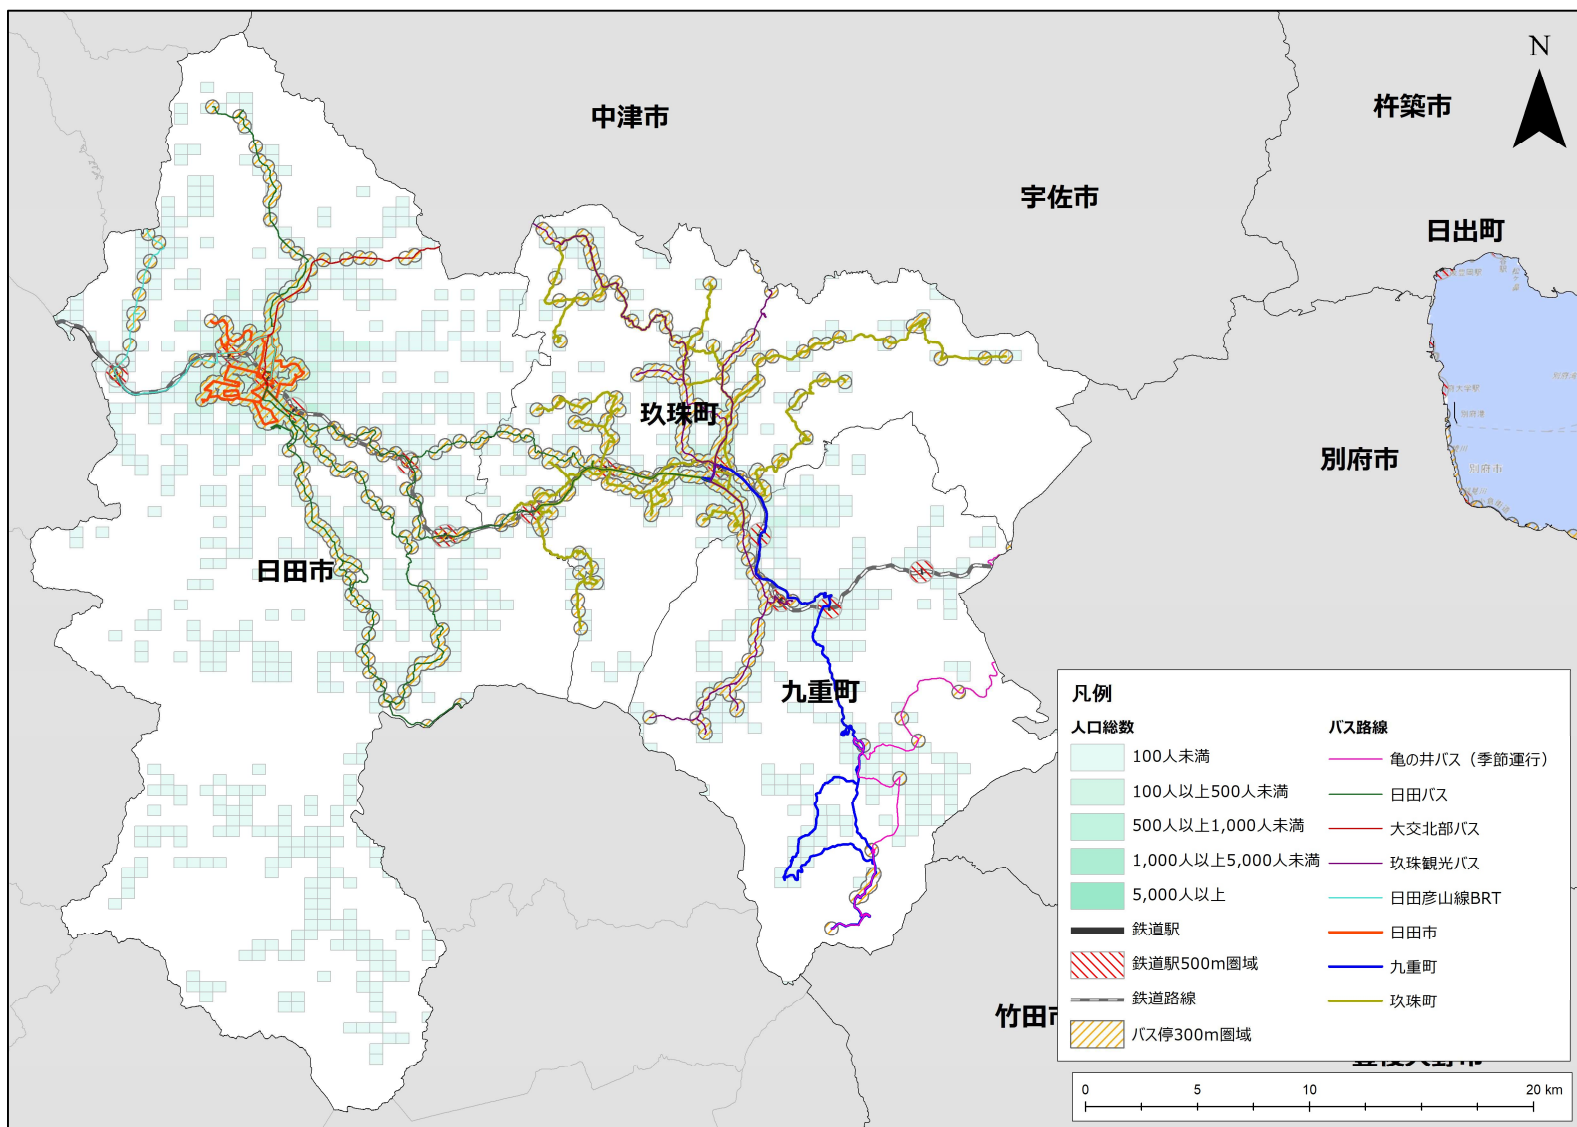 N
中津市
杵築市
宇佐市
日出町
別府市
玖珠町
日田市
九重町
竹田市
別府市
凡例
人口総数
100人未満
100人以上500人未満
500人以上1,000人未満
1,000人以上5,000人未満
5,000人以上
鉄道駅
鉄道駅500m圏域
鉄道路線
バス停300m圏域
バス路線
亀の井バス（季節運行）
日田バス
大交北部バス
玖珠観光バス
日田彦山線BRT
日田市
九重町
玖珠町
0 5 10 20 km